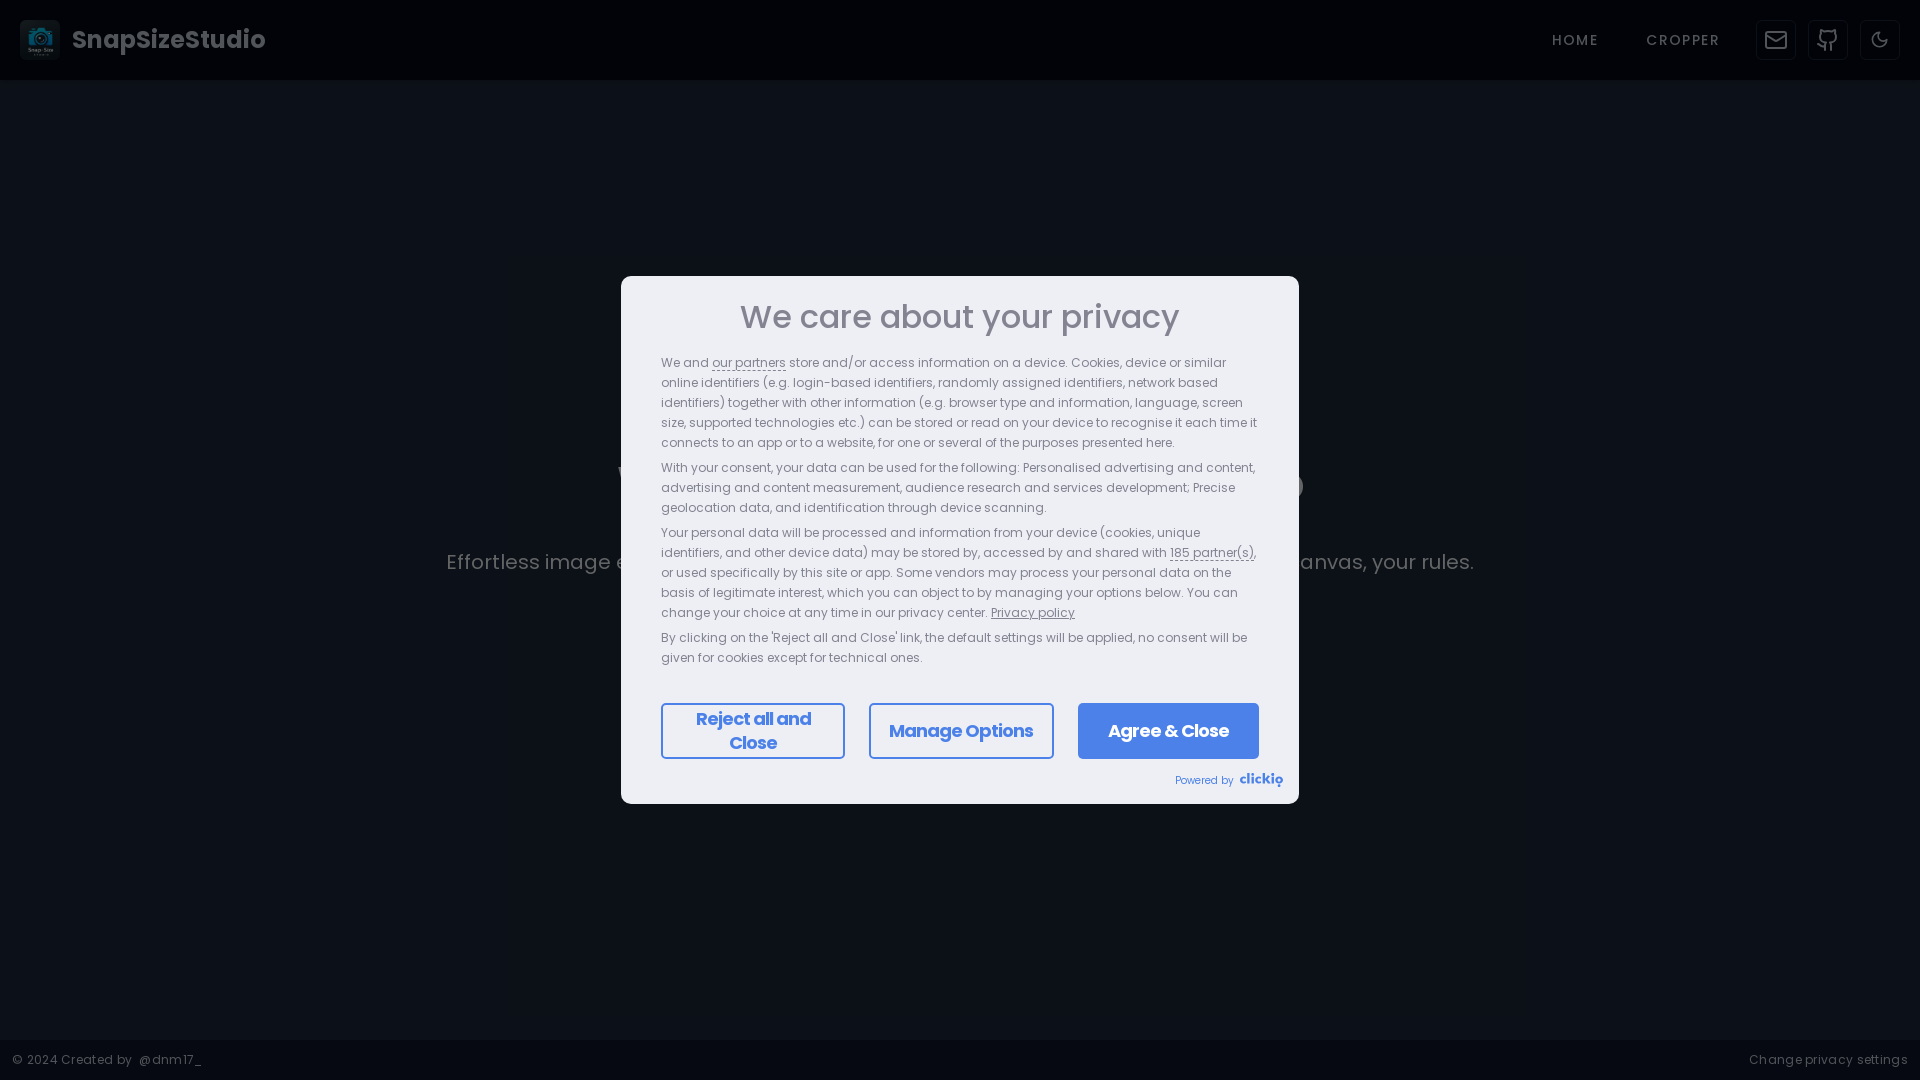 SnapSizeStudio
HOME
CROPPER
We care about your privacy
We and our partners store and/or access information on a device. Cookies, device or similar
online identifiers (e.g. login-based identifiers, randomly assigned identifiers, network based
identifiers) together with other information (e.g. browser type and information, language, screen
size, supported technologies etc.) can be stored or read on your device to recognise it each time it
connects to an app or to a website, for one or several of the purposes presented here.
With your consent, your data can be used for the following: Personalised advertising and content,
advertising and content measurement, audience research and services development; Precise
geolocation data, and identification through device scanning.
Your personal data will be processed and information from your device (cookies, unique
identifiers, and other device data) may be stored by, accessed by and shared with 185 partner(s),
or used specifically by this site or app. Some vendors may process your personal data on the
basis of legitimate interest, which you can object to by managing your options below. You can
change your choice at any time in our privacy center. Privacy policy
By clicking on the 'Reject all and Close' link, the default settings will be applied, no consent will be
given for cookies except for technical ones.
Reject all and
Close
Manage Options
Agree & Close
Powered by clickio
Effortless image
your rules.
© 2024 Created by @dnm17_
Change privacy settings